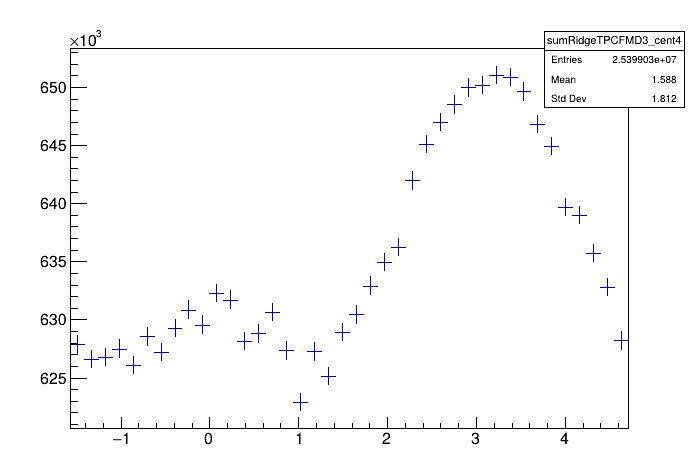 ×10³
sumRidgeTPCFMD3_cent4
Entries 2.539903e+07
Mean 1.588
Std Dev 1.812
650
645
640
635
630
625
−1 0 1 2 3 4